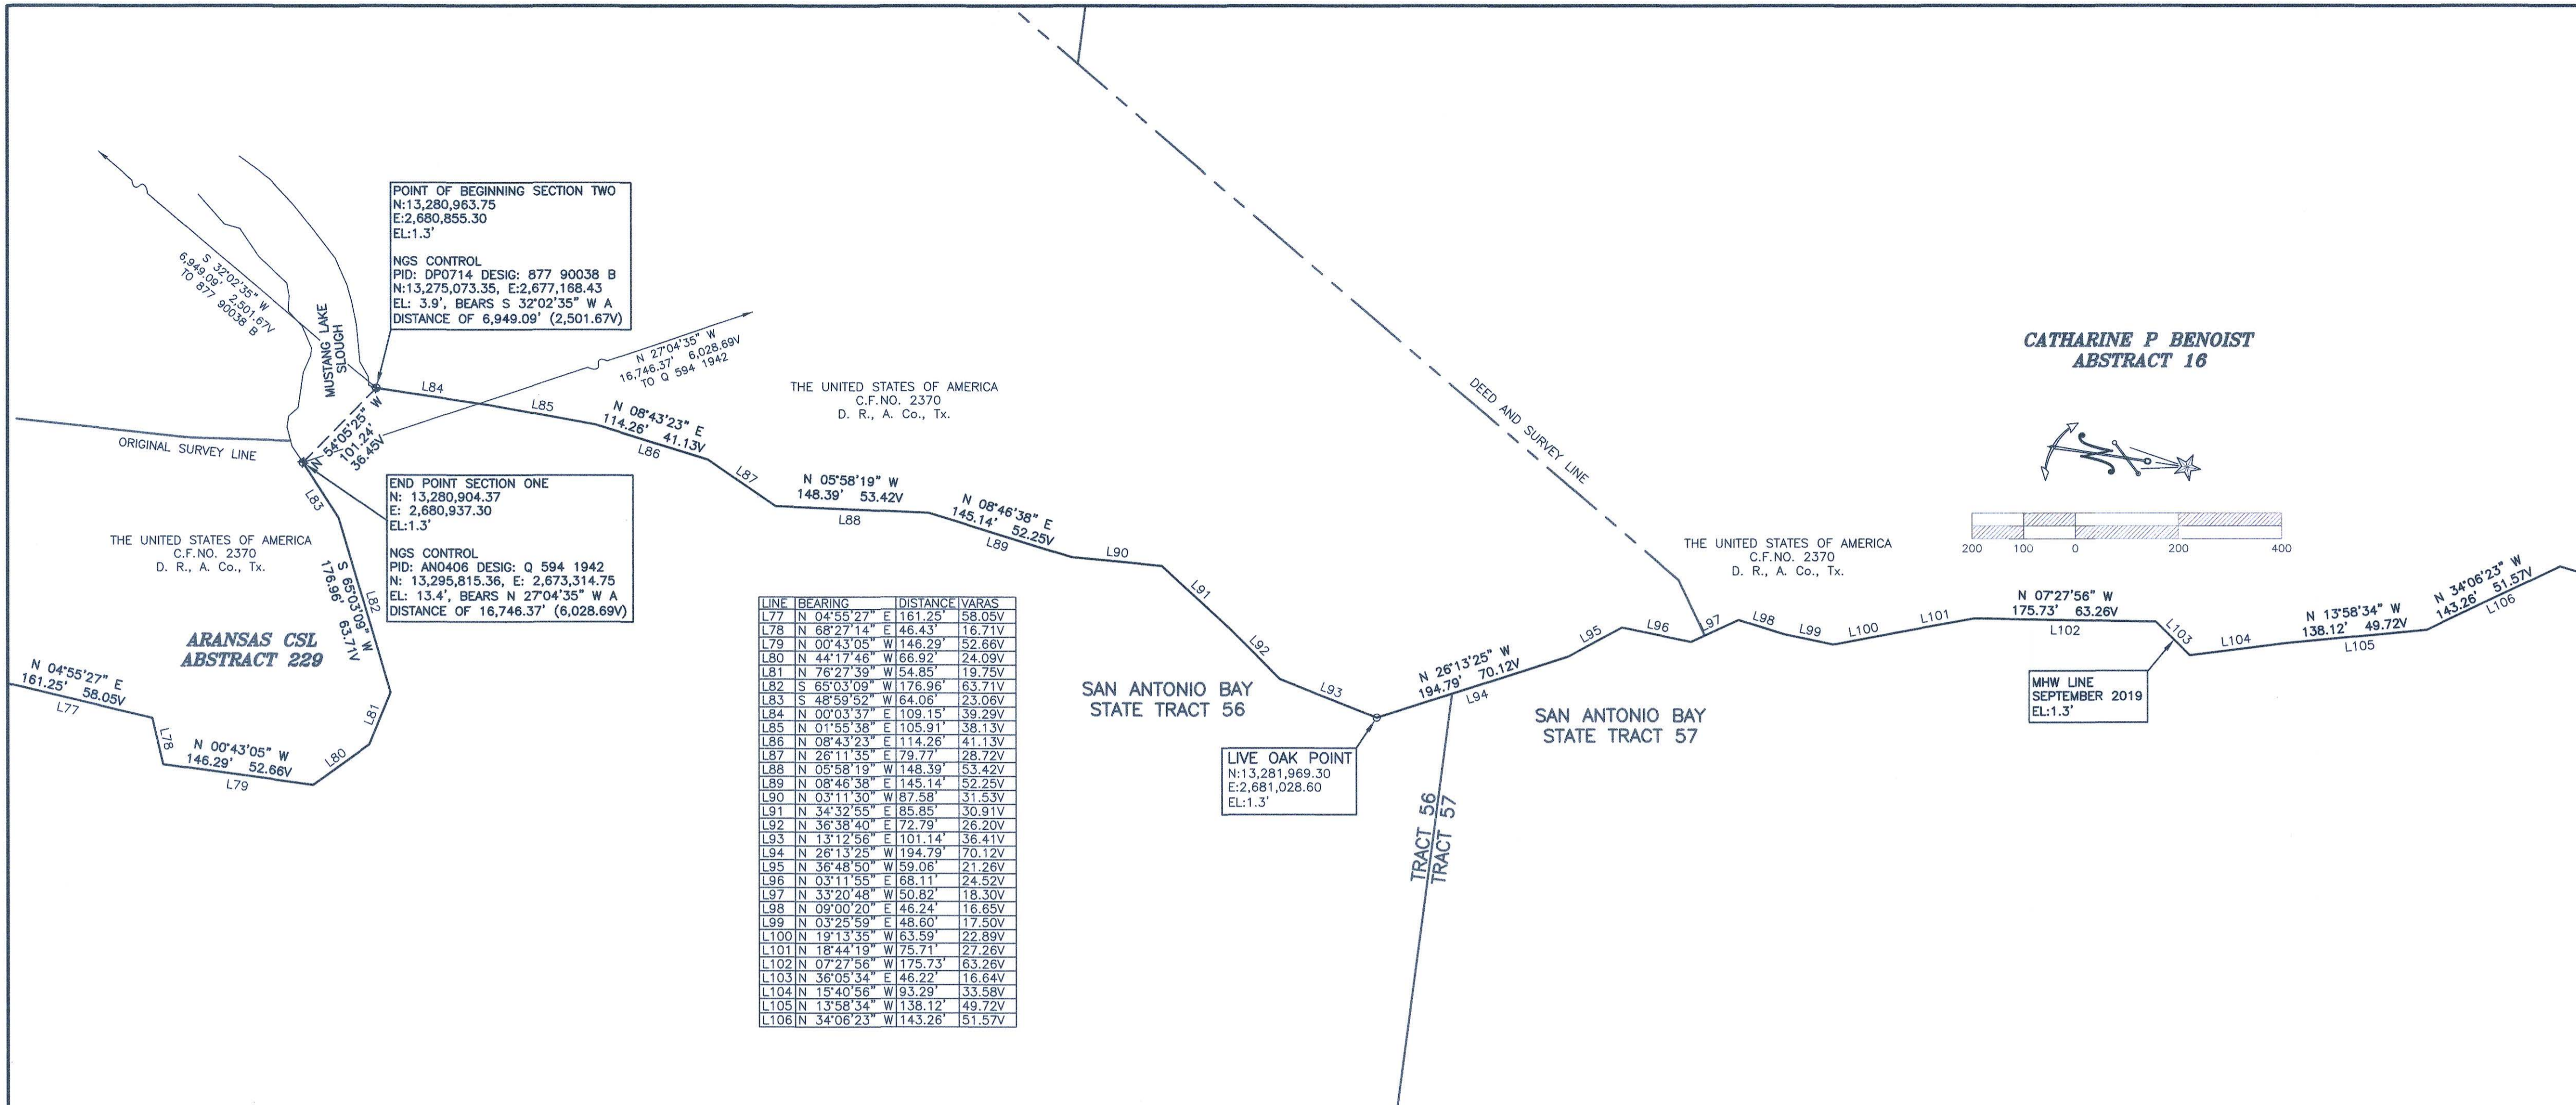 POINT OF BEGINNING SECTION TWO
N:13,280,963.75
E:2,680,855.30
EL:1.3'
NGS CONTROL
PID: DP0714 DESIG: 877 90038 B
N:13,275,073.35, E:2,677,168.43
EL: 3.9', BEARS S 32°02'35" W A
DISTANCE OF 6,949.09' (2,501.67V)
S 32°02'35" W
6,949.09' 2,501.67V
TO 877 90038 B
MUSTANG LAKE
SLOUGH
N 27°04'35" W
16,746.37' 6,028.69V
TO Q 594 1942
N 54°05'25" W
101.24'
36.45V
ORIGINAL SURVEY LINE
END POINT SECTION ONE
N: 13,280,904.37
E: 2,680,937.30
EL:1.3'
NGS CONTROL
PID: AN0406 DESIG: Q 594 1942
N: 13,295,815.36, E: 2,673,314.75
EL: 13.4', BEARS N 27°04'35" W A
DISTANCE OF 16,746.37' (6,028.69V)
THE UNITED STATES OF AMERICA
C.F.NO. 2370
D. R., A. Co., Tx.
ARANSAS CSL
ABSTRACT 229
N 04°55'27" E
161.25' 58.05V
L77
L78
N 00°43'05" W
146.29' 52.66V
L79
L80
L81
S 65°03'09" W
176.96' 63.71V
L82
L83
L84
L85
N 08°43'23" E
114.26' 41.13V
L86
L87
THE UNITED STATES OF AMERICA
C.F.NO. 2370
D. R., A. Co., Tx.
N 05°58'19" W
148.39' 53.42V
L88
N 08°46'38" E
145.14' 52.25V
L89
L90
L91
L92
L93
LINE BEARING DISTANCE VARAS
L77 N 04°55'27" E 161.25' 58.05V
L78 N 68°27'14" E 46.43' 16.71V
L79 N 00°43'05" W 146.29' 52.66V
L80 N 44°17'46" W 66.92' 24.09V
L81 N 76°27'39" W 54.85' 19.75V
L82 S 65°03'09" W 176.96' 63.71V
L83 S 48°59'52" W 64.06' 23.06V
L84 N 00°03'37" E 109.15' 39.29V
L85 N 01°55'38" E 105.91' 38.13V
L86 N 08°43'23" E 114.26' 41.13V
L87 N 26°11'35" E 79.77' 28.72V
L88 N 05°58'19" W 148.39' 53.42V
L89 N 08°46'38" E 145.14' 52.25V
L90 N 03°11'30" W 87.58' 31.53V
L91 N 34°32'55" E 85.85' 30.91V
L92 N 36°38'40" E 72.79' 26.20V
L93 N 13°12'56" E 101.14' 36.41V
L94 N 26°13'25" W 194.79' 70.12V
L95 N 36°48'50" W 59.06' 21.26V
L96 N 03°11'55" E 68.11' 24.52V
L97 N 33°20'48" W 50.82' 18.30V
L98 N 09°00'20" E 46.24' 16.65V
L99 N 03°25'59" E 48.60' 17.50V
L100 N 19°13'35" W 63.59' 22.89V
L101 N 18°44'19" W 75.71' 27.26V
L102 N 07°27'56" W 175.73' 63.26V
L103 N 36°05'34" E 46.22' 16.64V
L104 N 15°40'56" W 93.29' 33.58V
L105 N 13°58'34" W 138.12' 49.72V
L106 N 34°06'23" W 143.26' 51.57V
SAN ANTONIO BAY
STATE TRACT 56
LIVE OAK POINT
N:13,281,969.30
E:2,681,028.60
EL:1.3'
N 26°13'25" W
194.79' 70.12V
L94
SAN ANTONIO BAY
STATE TRACT 57
TRACT 56
TRACT 57
DEED AND SURVEY LINE
L95
L96
L97
L98
L99
L100
L101
THE UNITED STATES OF AMERICA
C.F.NO. 2370
D. R., A. Co., Tx.
CATHARINE P BENOIST
ABSTRACT 16
N
200 100 0 200 400
N 07°27'56" W
175.73' 63.26V
L102
L103
L104
MHW LINE
SEPTEMBER 2019
EL:1.3'
N 13°58'34" W
138.12' 49.72V
L105
N 34°06'23" W
143.26' 51.57V
L106